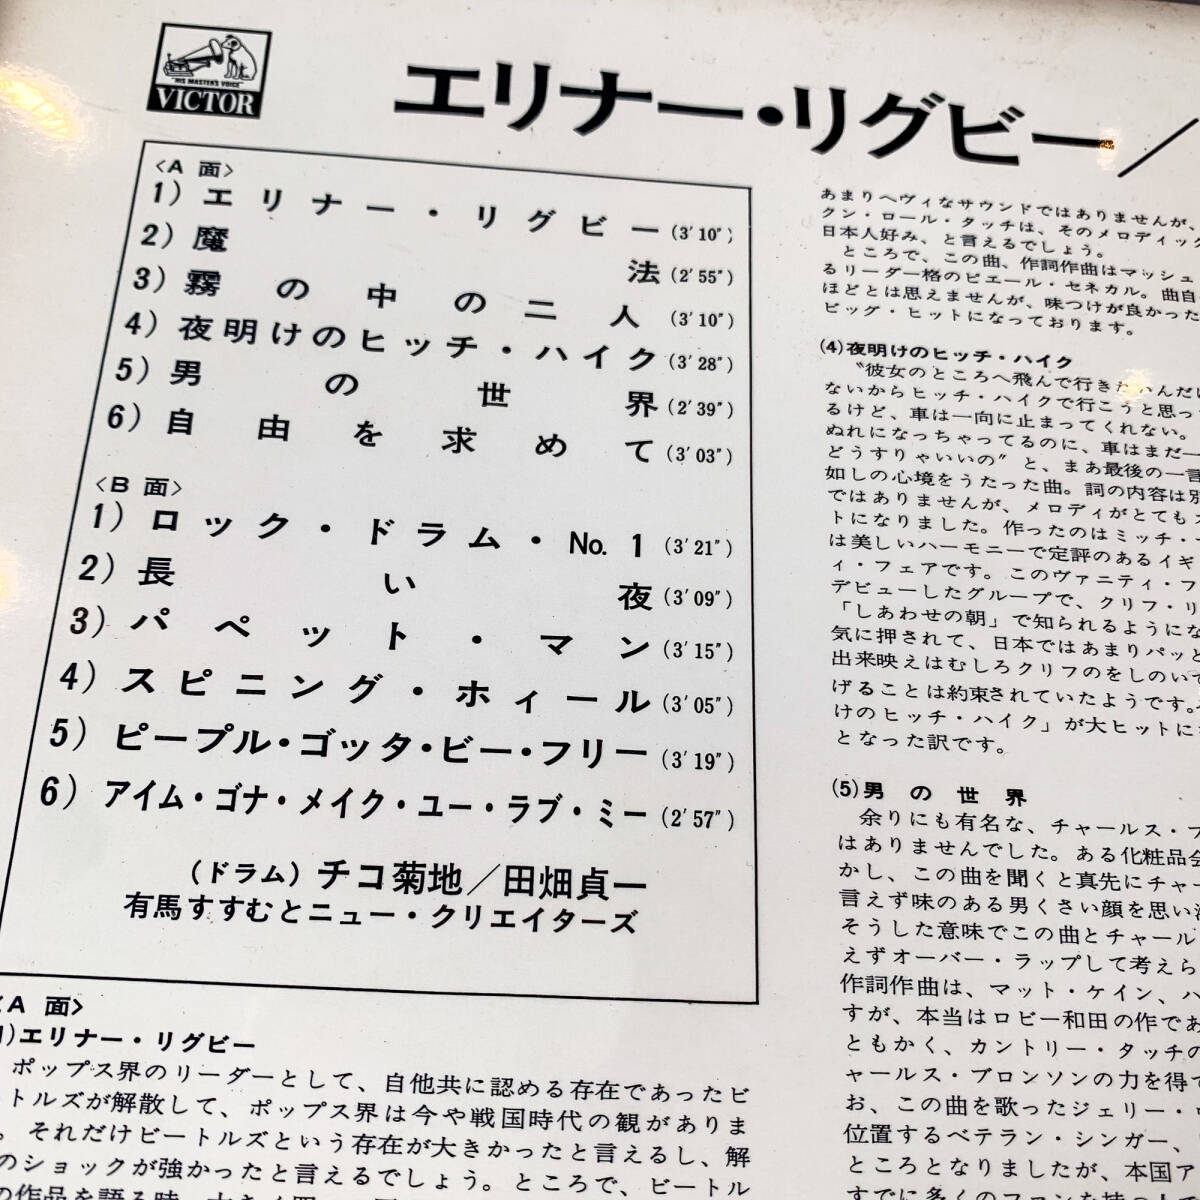 "HIS MASTER'S VOICE"
VICTOR
エリナー・リグビー／
〈A 面〉
1) エリナー・リグビー (3′10″)
2) 魔法 (2′55″)
3) 霧の中の二人 (3′10″)
4) 夜明けのヒッチ・ハイク (3′28″)
5) 男の世界 (2′39″)
6) 自由を求めて (3′03″)
〈B 面〉
1) ロック・ドラム・No. 1 (3′21″)
2) 長い夜 (3′09″)
3) パペット・マン (3′15″)
4) スピニング・ホィール (3′05″)
5) ピープル・ゴッタ・ビー・フリー (3′19″)
6) アイム・ゴナ・メイク・ユー・ラブ・ミー (2′57″)
(ドラム) チコ菊地／田畑貞一
有馬すすむとニュー・クリエイターズ
〈A 面〉
1)エリナー・リグビー
ポップス界のリーダーとして、自他共に認める存在であったビ
ートルズが解散して、ポップス界は今や戦国時代の観がありま
。それだけビートルズという存在が大きかったと言えるし、解
のショックが強かったと言えるでしょう。ところで、ビートル
の作品を語る時、
あまりヘヴィなサウンドではありませんが、
クン・ロール・タッチは、そのメロディック
日本人好み、と言えるでしょう。
ところで、この曲、作詞作曲はマッシュ
るリーダー格のピエール・セネカル。曲自
ほどとは思えませんが、味つけが良かった
ビッグ・ヒットになっております。
(4)夜明けのヒッチ・ハイク
〝彼女のところへ飛んで行きたいんだけ
ないからヒッチ・ハイクで行こうと思っ
るけど、車は一向に止まってくれない。
ぬれになっちゃってるのに、車はまだ一
どうすりゃいいの〟と、まあ最後の一言
如しの心境をうたった曲。詞の内容は別
ではありませんが、メロディがとても
トになりました。作ったのはミッチ・
は美しいハーモニーで定評のあるイギ
ィ・フェアです。このヴァニティ・フ
デビューしたグループで、クリフ・リ
「しあわせの朝」で知られるようにな
気に押されて、日本ではあまりパッと
出来映えはむしろクリフのをしのいで
げることは約束されていたようです。
けのヒッチ・ハイク」が大ヒットに
となった訳です。
(5)男の世界
余りにも有名な、チャールス・ブ
はありませんでした。ある化粧品会
かし、この曲を聞くと真先にチャー
言えず味のある男くさい顔を思い
そうした意味でこの曲とチャール
えずオーバー・ラップして考えら
作詞作曲は、マット・ケイン、ハ
すが、本当はロビー和田の作であ
ともかく、カントリー・タッチの
ャールス・ブロンソンの力を得て
お、この曲を歌ったジェリー・
位置するベテラン・シンガー、
ところとなりましたが、本国ア
すでに多くのファンを